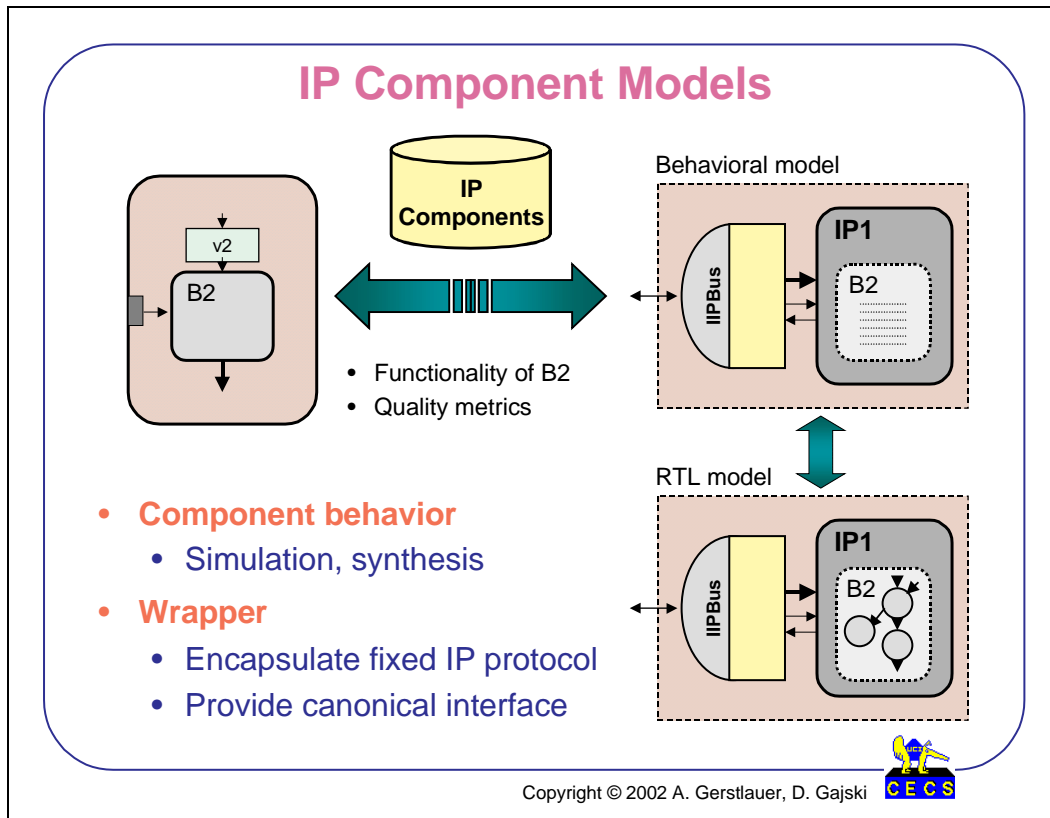 IP Component Models
IP
Components
v2
B2
• Functionality of B2
• Quality metrics
Behavioral model
IIPBus
IP1
B2
RTL model
IIPBus
IP1
B2
• Component behavior
• Simulation, synthesis
• Wrapper
• Encapsulate fixed IP protocol
• Provide canonical interface
Copyright © 2002 A. Gerstlauer, D. Gajski
UCI
CECS